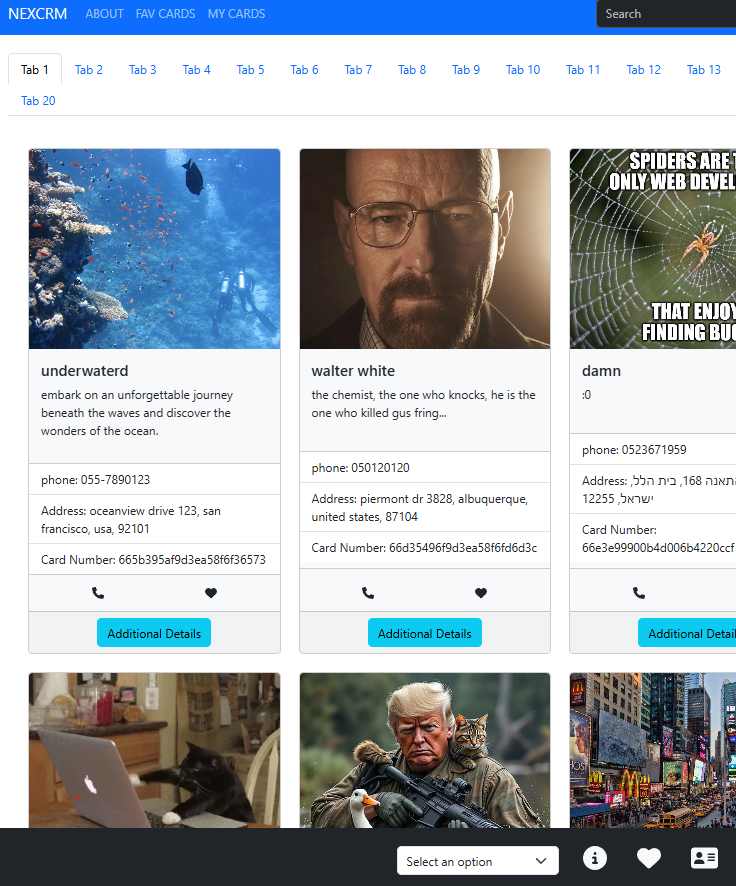 NEXCRM ABOUT FAV CARDS MY CARDS Search
Tab 1 Tab 2 Tab 3 Tab 4 Tab 5 Tab 6 Tab 7 Tab 8 Tab 9 Tab 10 Tab 11 Tab 12 Tab 13
Tab 20
SPIDERS ARE
ONLY WEB
THAT ENJOY
FINDING
underwaterd
embark on an unforgettable journey
beneath the waves and discover the
wonders of the ocean.
phone: 055-7890123
Address: oceanview drive 123, san
francisco, usa, 92101
Card Number: 665b395af9d3ea58f6f36573
Additional Details
walter white
the chemist, the one who knocks, he is the
one who killed gus fring...
phone: 050120120
Address: piermont dr 3828, albuquerque,
united states, 87104
Card Number: 66d35496f9d3ea58f6fd6d3c
Additional Details
damn
:0
phone: 0523671959
Address: התאנה 168, בית הלל,
ישראל, 12255
Card Number:
66e3e99900b4d006b4220ccf
Additional
Select an option